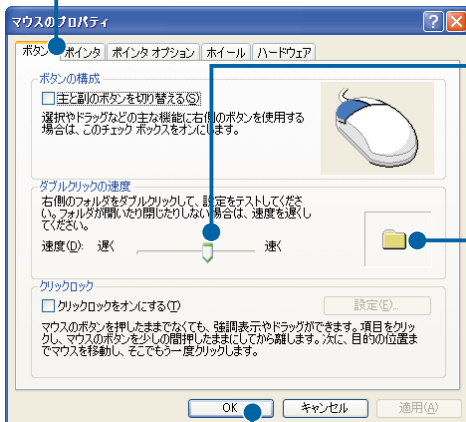 マウスのプロパティ
ボタン ポインタ ポインタ オプション ホイール ハードウェア
ボタンの構成
主と副のボタンを切り替える(S)
選択やドラッグなどの主な機能に右側のボタンを使用する
場合は、このチェック ボックスをオンにします。
ダブルクリックの速度
右側のフォルダをダブルクリックして、設定をテストしてくださ
い。フォルダが開いたり閉じたりしない場合は、速度を遅くし
てください。
速度(D): 遅く 速く
クリックロック
クリックロックをオンにする(T)
設定(E)...
マウスのボタンを押したままでなくても、強調表示やドラッグができます。項目をクリッ
クし、マウスのボタンを少しの間押したままにしてから離します。次に、目的の位置ま
でマウスを移動し、そこでもう一度クリックします。
OK キャンセル 適用(A)